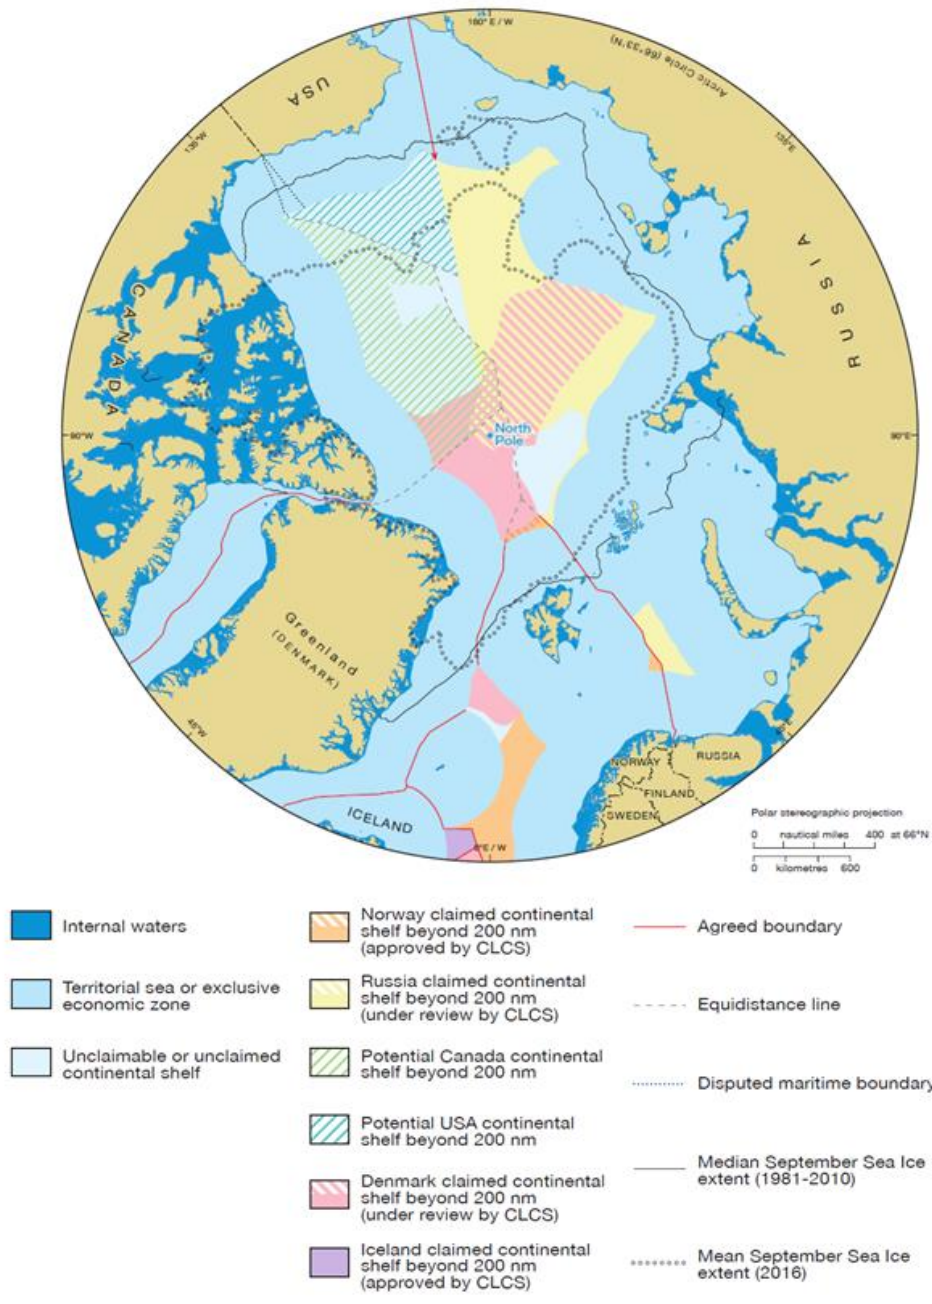 180° E / W
Arctic Circle (66°33'N)
USA
135°W
135°E
CANADA
RUSSIA
90°W
North
Pole
90°E
Greenland
(DENMARK)
45°W
ICELAND
0°E / W
NORWAY
RUSSIA
FINLAND
SWEDEN
Polar stereographic projection
0 nautical miles 400 at 66°N
0 kilometres 600
Internal waters
Territorial sea or exclusive
economic zone
Unclaimable or unclaimed
continental shelf
Norway claimed continental
shelf beyond 200 nm
(approved by CLCS)
Russia claimed continental
shelf beyond 200 nm
(under review by CLCS)
Potential Canada continental
shelf beyond 200 nm
Potential USA continental
shelf beyond 200 nm
Denmark claimed continental
shelf beyond 200 nm
(under review by CLCS)
Iceland claimed continental
shelf beyond 200 nm
(approved by CLCS)
Agreed boundary
Equidistance line
Disputed maritime boundary
Median September Sea Ice
extent (1981-2010)
Mean September Sea Ice
extent (2016)